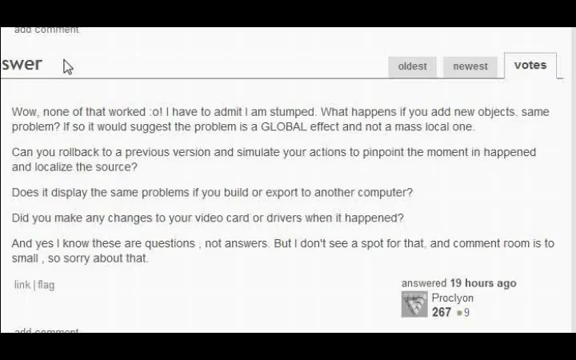 add comment
swer
oldest newest votes
Wow, none of that worked :o! I have to admit I am stumped. What happens if you add new objects. same
problem? If so it would suggest the problem is a GLOBAL effect and not a mass local one.
Can you rollback to a previous version and simulate your actions to pinpoint the moment in happened
and localize the source?
Does it display the same problems if you build or export to another computer?
Did you make any changes to your video card or drivers when it happened?
And yes I know these are questions , not answers. But I don't see a spot for that, and comment room is to
small , so sorry about that.
link | flag
answered 19 hours ago
Proclyon
267 ●9
add comment